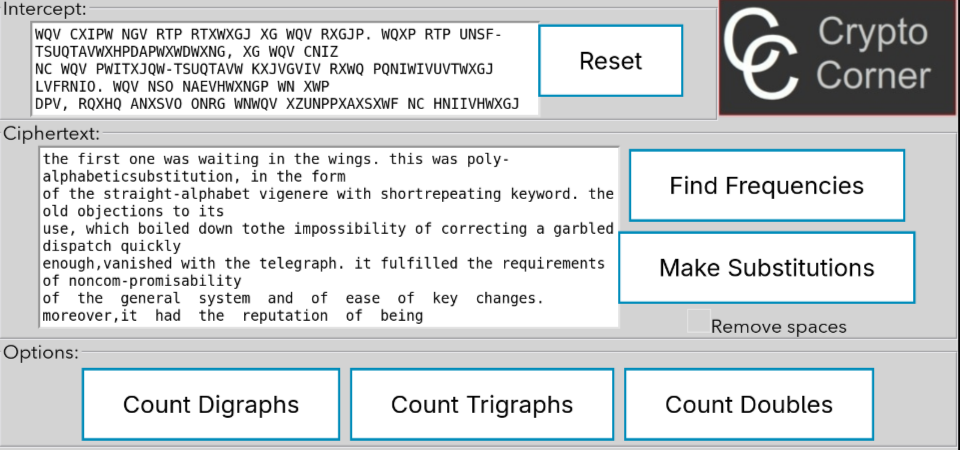 Intercept:
WQV CXIPW NGV RTP RTXWXGJ XG WQV RXGJP. WQXP RTP UNSF-
TSUQTAVWXHPDAPWXWDWXNG, XG WQV CNIZ
NC WQV PWITXJQW-TSUQTAVW KXJVGVIV RXWQ PQNIWIVUVTWXGJ
LVFRNIO. WQV NSO NAEVHWXNGP WN XWP
DPV, RQXHQ ANXSVO ONRG WNWQV XZUNPPXAXSXWF NC HNIIVHWXGJ
Reset
Crypto
Corner
Ciphertext:
the first one was waiting in the wings. this was poly-
alphabeticsubstitution, in the form
of the straight-alphabet vigenere with shortrepeating keyword. the
old objections to its
use, which boiled down tothe impossibility of correcting a garbled
dispatch quickly
enough,vanished with the telegraph. it fulfilled the requirements
of noncom-promisability
of the general system and of ease of key changes.
moreover,it had the reputation of being
Find Frequencies
Make Substitutions
Remove spaces
Options:
Count Digraphs
Count Trigraphs
Count Doubles